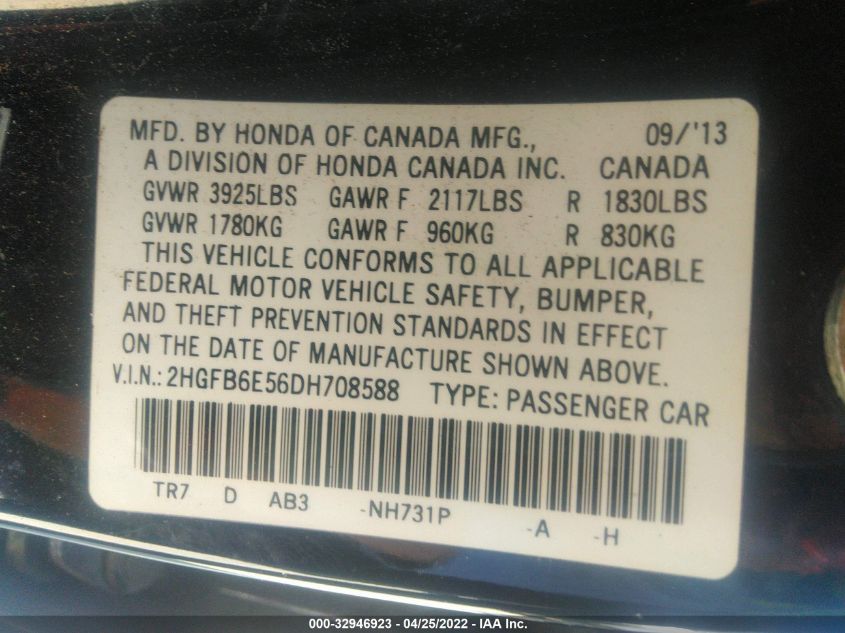 MFD. BY HONDA OF CANADA MFG., 09/'13
A DIVISION OF HONDA CANADA INC. CANADA
GVWR 3925LBS GAWR F 2117LBS R 1830LBS
GVWR 1780KG GAWR F 960KG R 830KG
THIS VEHICLE CONFORMS TO ALL APPLICABLE
FEDERAL MOTOR VEHICLE SAFETY, BUMPER,
AND THEFT PREVENTION STANDARDS IN EFFECT
ON THE DATE OF MANUFACTURE SHOWN ABOVE.
V.I.N.: 2HGFB6E56DH708588 TYPE: PASSENGER CAR
TR7 D AB3 -NH731P -A -H
000-32946923 - 04/25/2022 - IAA Inc.